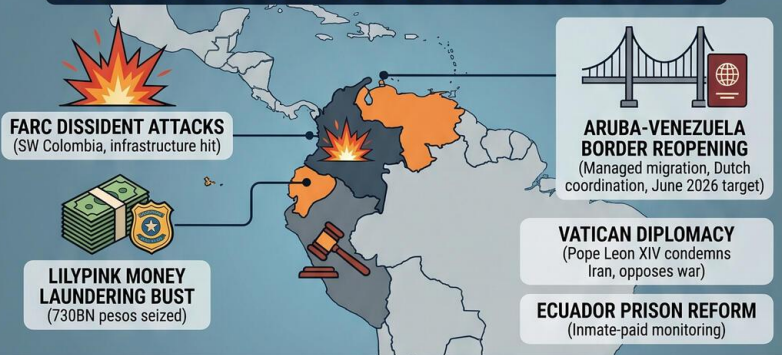 FARC DISSIDENT ATTACKS
(SW Colombia, infrastructure hit)
LILYPINK MONEY
LAUNDERING BUST
(730BN pesos seized)
ARUBA-VENEZUELA
BORDER REOPENING
(Managed migration, Dutch
coordination, June 2026 target)
VATICAN DIPLOMACY
(Pope Leon XIV condemns
Iran, opposes war)
ECUADOR PRISON REFORM
(Inmate-paid monitoring)